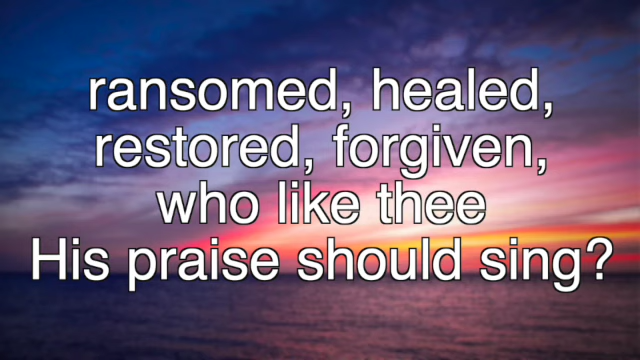 ransomed, healed,
restored, forgiven,
who like thee
His praise should sing?